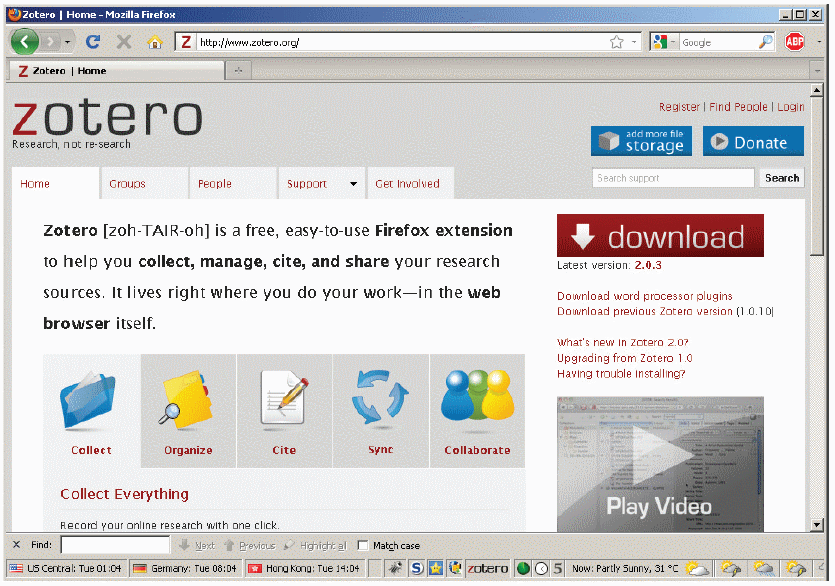 Zotero | Home - Mozilla Firefox
http://www.zotero.org/
Google
ABP
Zotero | Home
zotero
Research, not re-search
Register | Find People | Login
add more file
storage
Donate
Home
Groups
People
Support
Get Involved
Search support
Search
Zotero [zoh-TAIR-oh] is a free, easy-to-use Firefox extension
to help you collect, manage, cite, and share your research
sources. It lives right where you do your work—in the web
browser itself.
download
Latest version: 2.0.3
Download word processor plugins
Download previous Zotero version (1.0.10)
What's new in Zotero 2.0?
Upgrading from Zotero 1.0
Having trouble installing?
Collect
Organize
Cite
Sync
Collaborate
Play Video
Collect Everything
Record your online research with one click.
Find:
Next
Previous
Highlight all
Match case
US Central: Tue 01:04
Germany: Tue 08:04
Hong Kong: Tue 14:04
S
zotero
5
Now: Partly Sunny, 31 °C